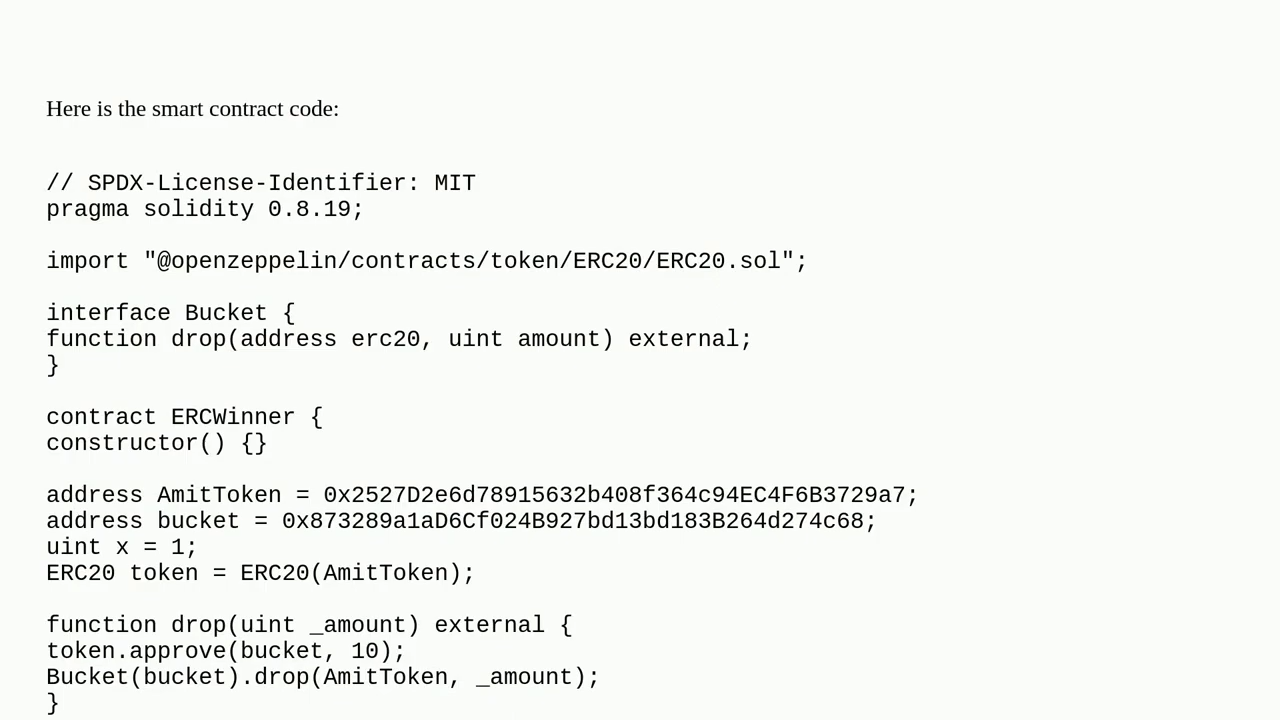 Here is the smart contract code:
// SPDX-License-Identifier: MIT
pragma solidity 0.8.19;
import "@openzeppelin/contracts/token/ERC20/ERC20.sol";
interface Bucket {
function drop(address erc20, uint amount) external;
}
contract ERCWinner {
constructor() {}
address AmitToken = 0x2527D2e6d78915632b408f364c94EC4F6B3729a7;
address bucket = 0x873289a1aD6Cf024B927bd13bd183B264d274c68;
uint x = 1;
ERC20 token = ERC20(AmitToken);
function drop(uint _amount) external {
token.approve(bucket, 10);
Bucket(bucket).drop(AmitToken, _amount);
}